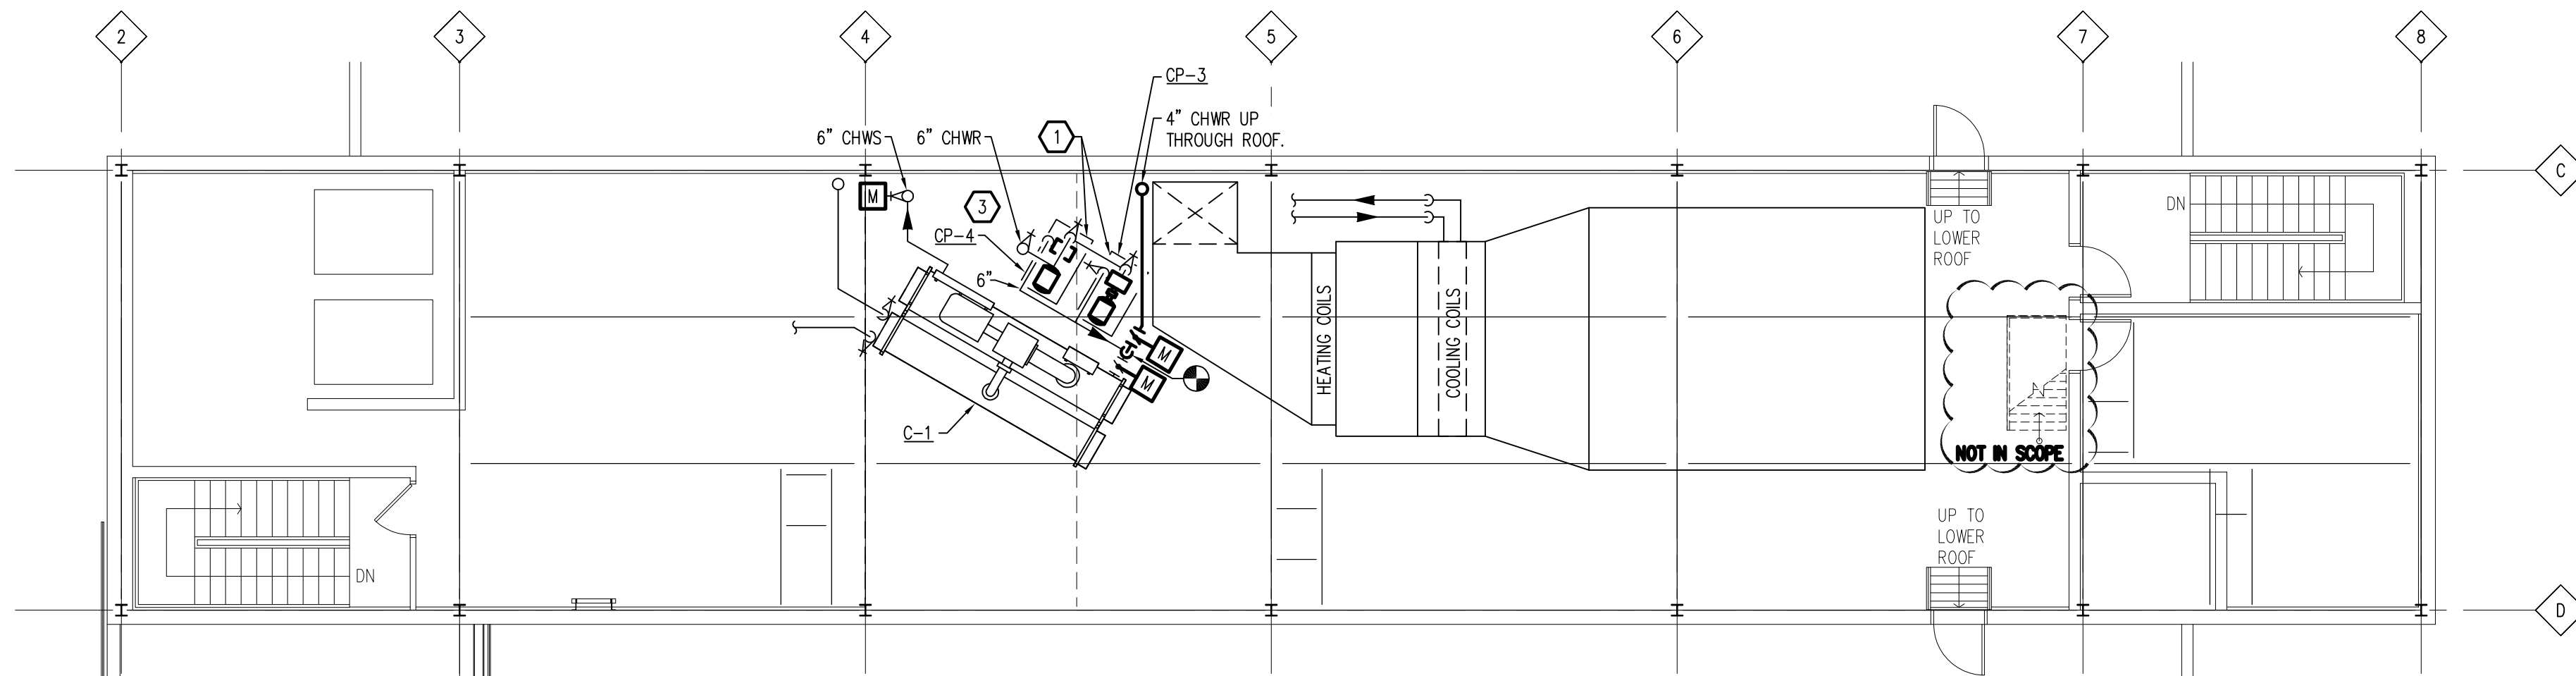 2
3
4
5
6
7
8
CP-3
4" CHWR UP
THROUGH ROOF.
6" CHWS
6" CHWR
1
C
M
3
CP-4
6"
DN
UP TO
LOWER
ROOF
HEATING COILS
COOLING COILS
M
M
C-1
NOT IN SCOPE
UP TO
LOWER
ROOF
DN
D